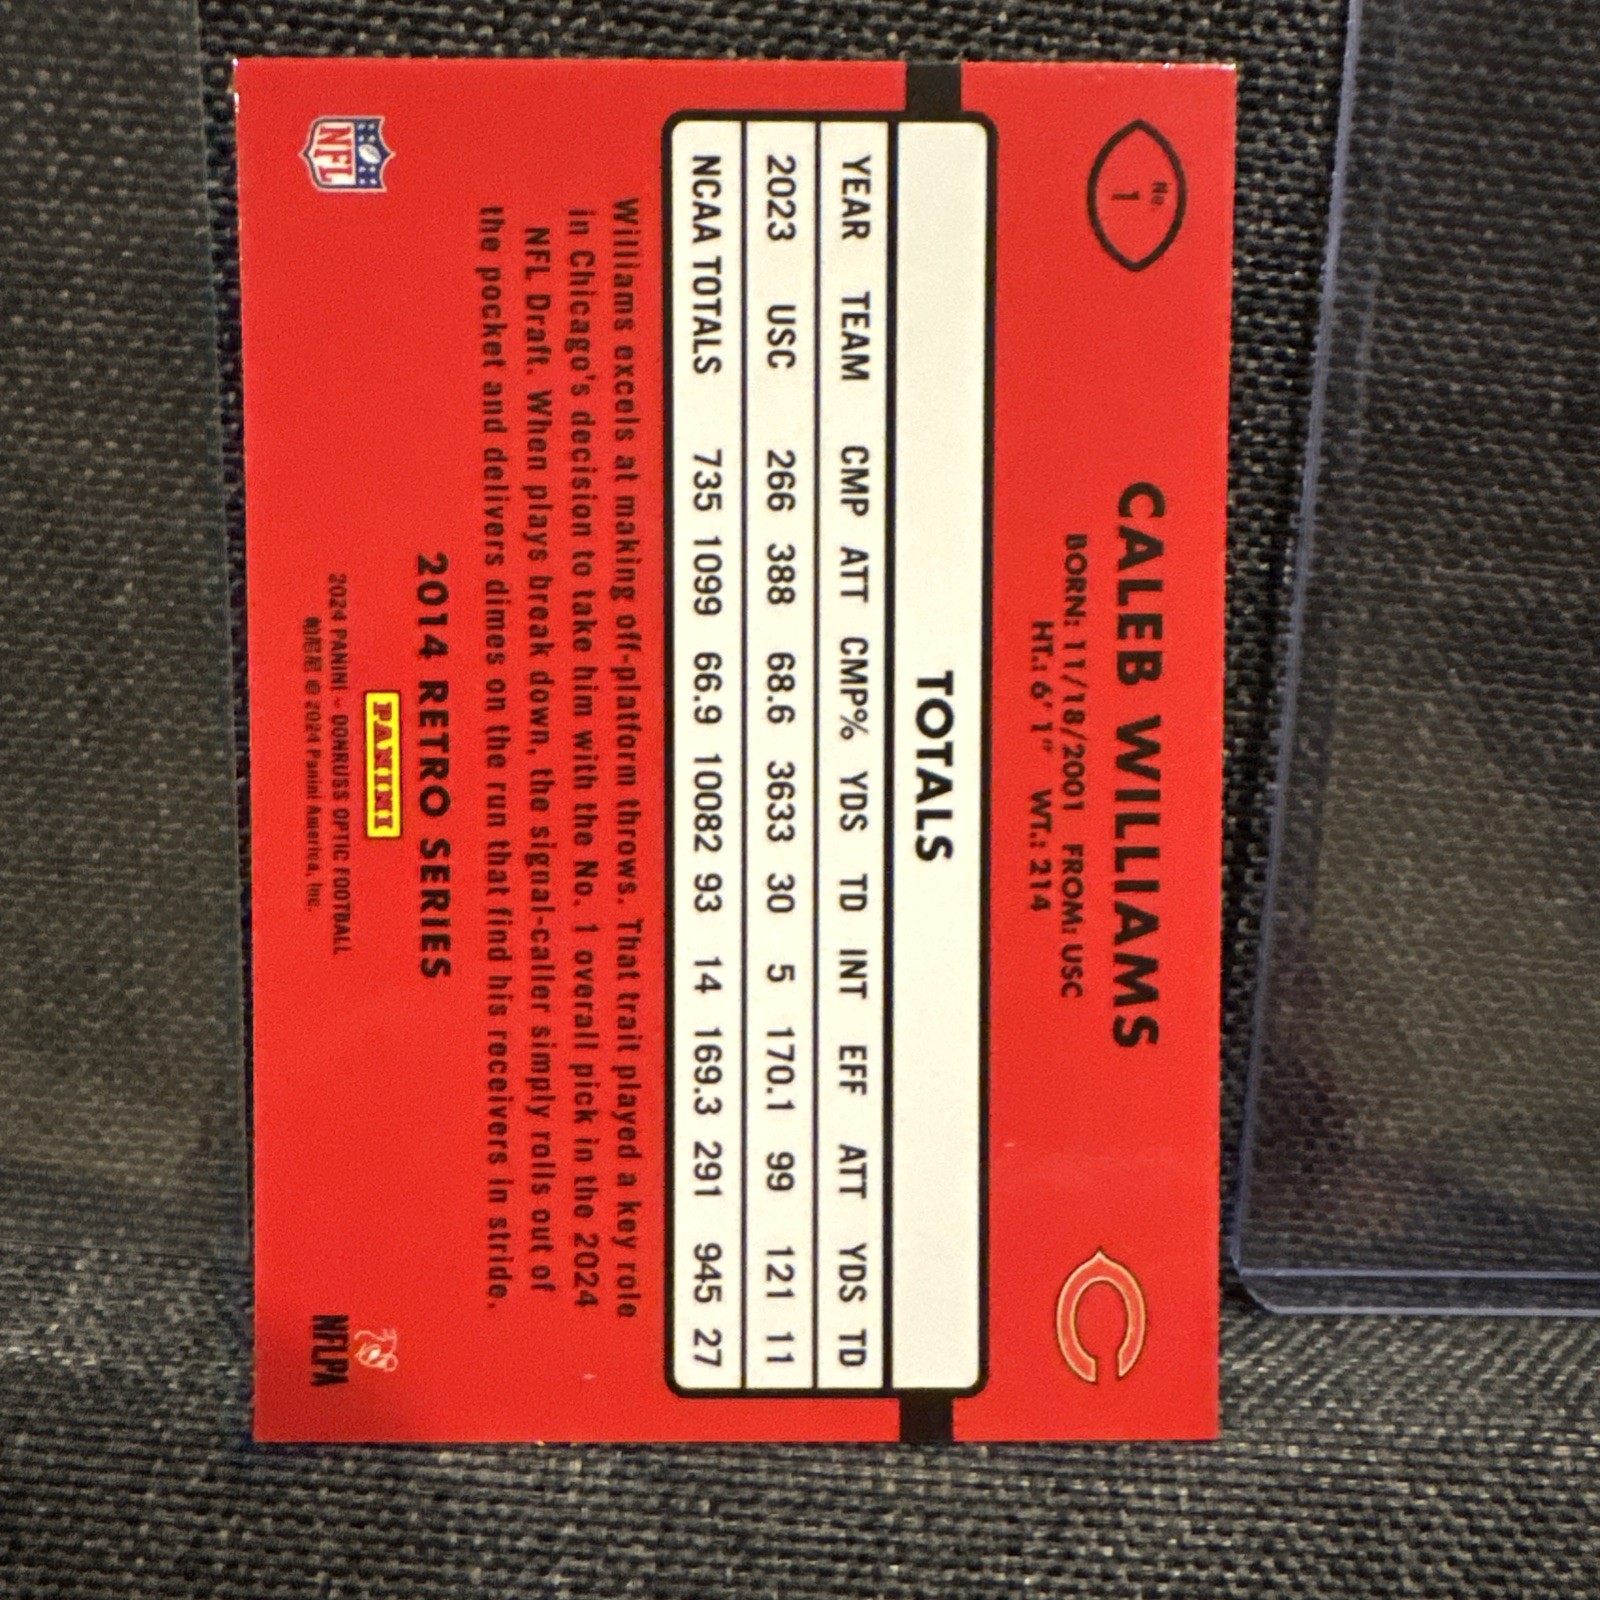 No.
1
CALEB WILLIAMS
BORN: 11/18/2001 FROM: USC
HT.: 6' 1" WT.: 214
TOTALS
YEAR TEAM CMP ATT CMP% YDS TD INT EFF ATT YDS TD
2023 USC 266 388 68.6 3633 30 5 170.1 99 121 11
NCAA TOTALS 735 1099 66.9 10082 93 14 169.3 291 945 27
Williams excels at making off-platform throws. That trait played a key role
in Chicago's decision to take him with the No. 1 overall pick in the 2024
NFL Draft. When plays break down, the signal-caller simply rolls out of
the pocket and delivers dimes on the run that find his receivers in stride.
2014 RETRO SERIES
PANINI
2024 PANINI - DONRUSS OPTIC FOOTBALL
帕尼尼 © 2024 Panini America, Inc.
NFL
NFLPA